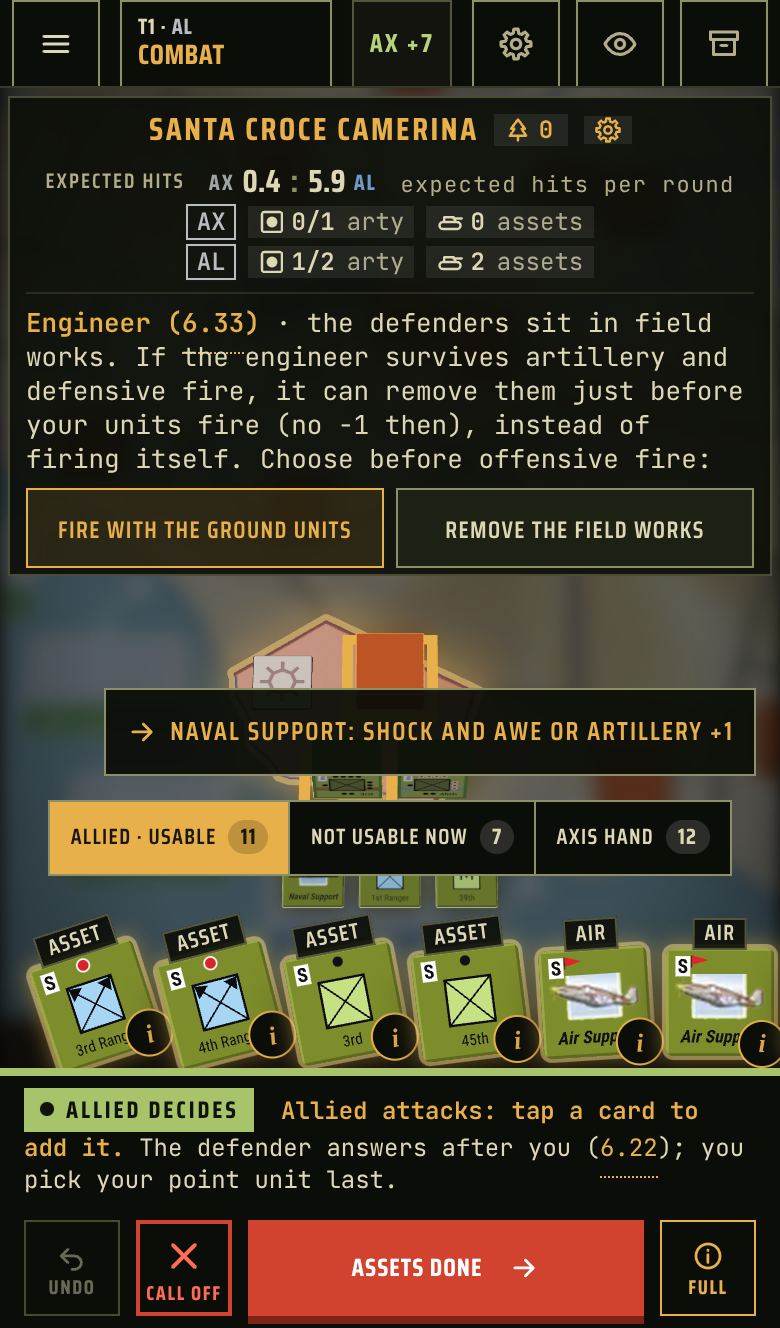 T1 · AL
COMBAT
AX +7
SANTA CROCE CAMERINA 0
EXPECTED HITS AX 0.4 : 5.9 AL expected hits per round
AX 0/1 arty 0 assets
AL 1/2 arty 2 assets
Engineer (6.33) · the defenders sit in field
works. If the engineer survives artillery and
defensive fire, it can remove them just before
your units fire (no -1 then), instead of
firing itself. Choose before offensive fire:
FIRE WITH THE GROUND UNITS
REMOVE THE FIELD WORKS
→ NAVAL SUPPORT: SHOCK AND AWE OR ARTILLERY +1
3rd
45th
ALLIED · USABLE 11
NOT USABLE NOW 7
AXIS HAND 12
Naval Support
1st Ranger
39th
ASSET
S
3rd Rang
i
ASSET
S
4th Rang
i
ASSET
S
3rd
i
ASSET
S
45th
i
AIR
S
Air Supp
i
AIR
S
Air Supp
i
ALLIED DECIDES Allied attacks: tap a card to
add it. The defender answers after you (6.22); you
pick your point unit last.
UNDO
CALL OFF
ASSETS DONE →
FULL